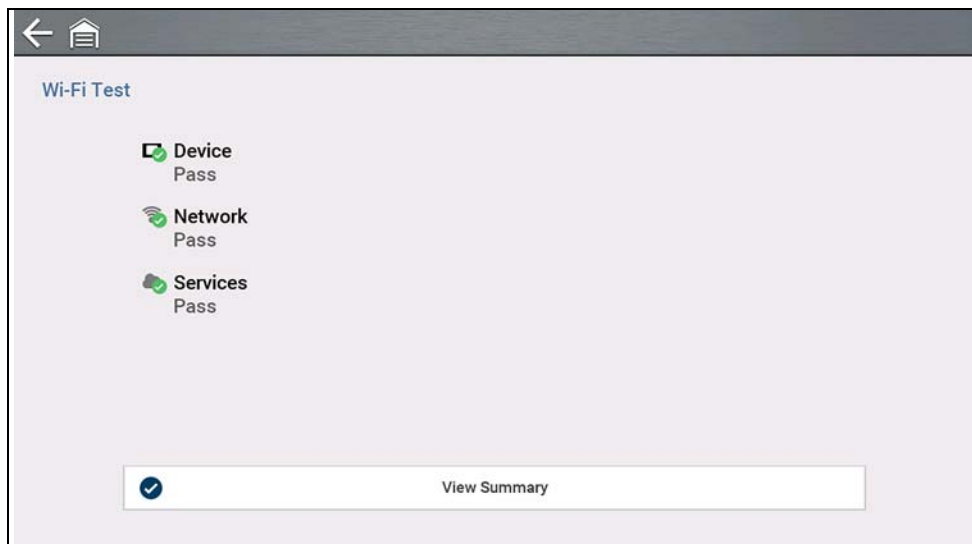 Wi-Fi Test
Device
Pass
Network
Pass
Services
Pass
View Summary